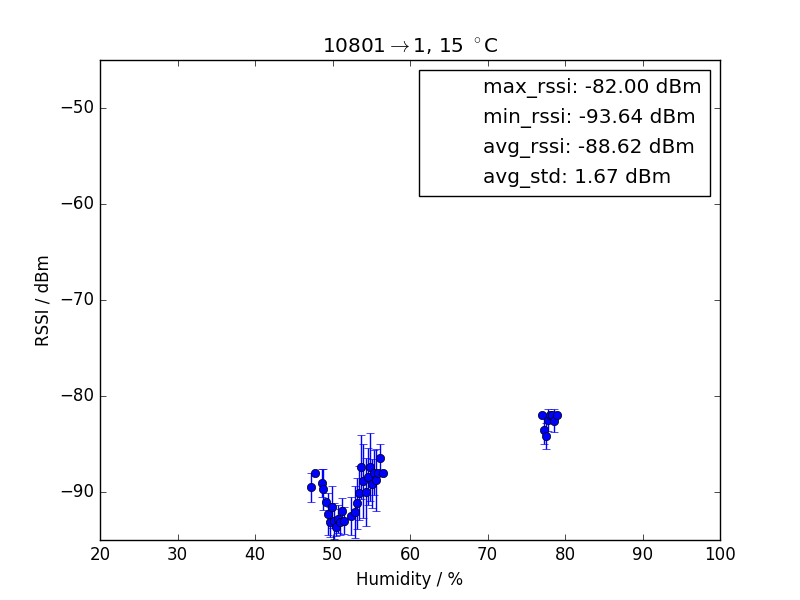 10801→1, 15 °C
max_rssi: -82.00 dBm
min_rssi: -93.64 dBm
avg_rssi: -88.62 dBm
avg_std: 1.67 dBm
−50
−60
−70
−80
−90
RSSI / dBm
20 30 40 50 60 70 80 90 100
Humidity / %